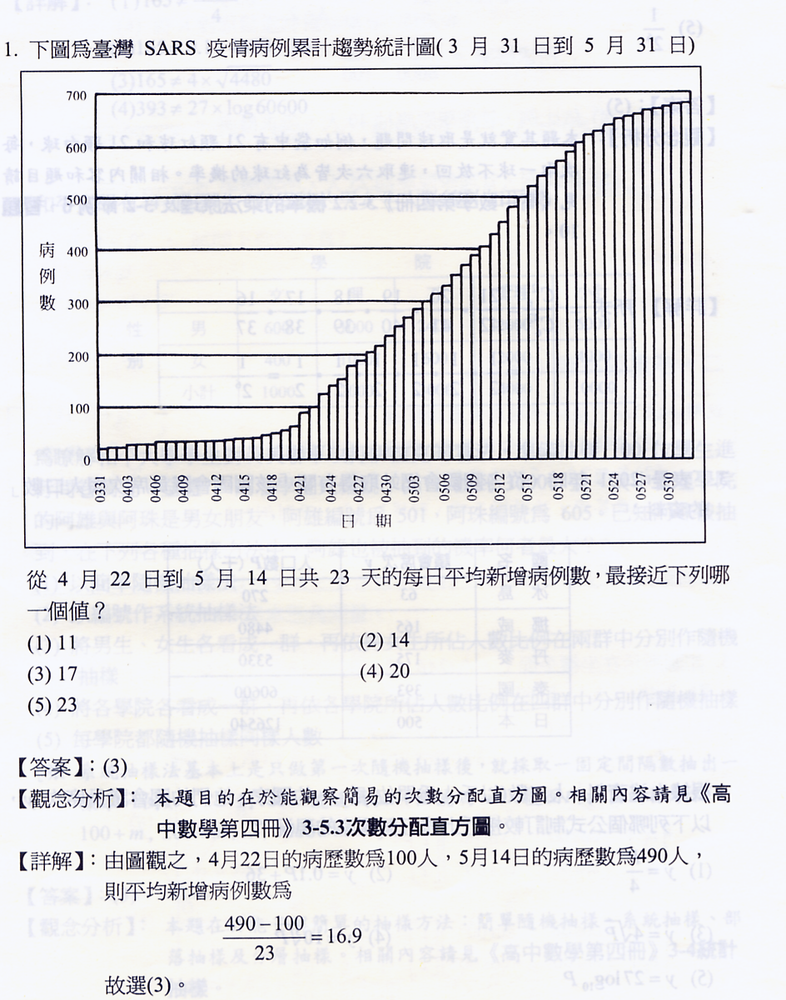 1. 下圖為臺灣 SARS 疫情病例累計趨勢統計圖(3 月 31 日到 5 月 31 日)
700
600
500
400
300
200
100
0
病例數
0331 0403 0406 0409 0412 0415 0418 0421 0424 0427 0430 0503 0506 0509 0512 0515 0518 0521 0524 0527 0530
日 期
從 4 月 22 日到 5 月 14 日共 23 天的每日平均新增病例數,最接近下列哪
一個值?
(1) 11 (2) 14
(3) 17 (4) 20
(5) 23
【答案】:(3)
【觀念分析】:本題目的在於能觀察簡易的次數分配直方圖。相關內容請見《高
中數學第四冊》3-5.3次數分配直方圖
【詳解】:由圖觀之,4月22日的病歷數為100人,5月14日的病歷數為490人,
則平均新增病例數為
490-100
23
=16.9
故選(3)。